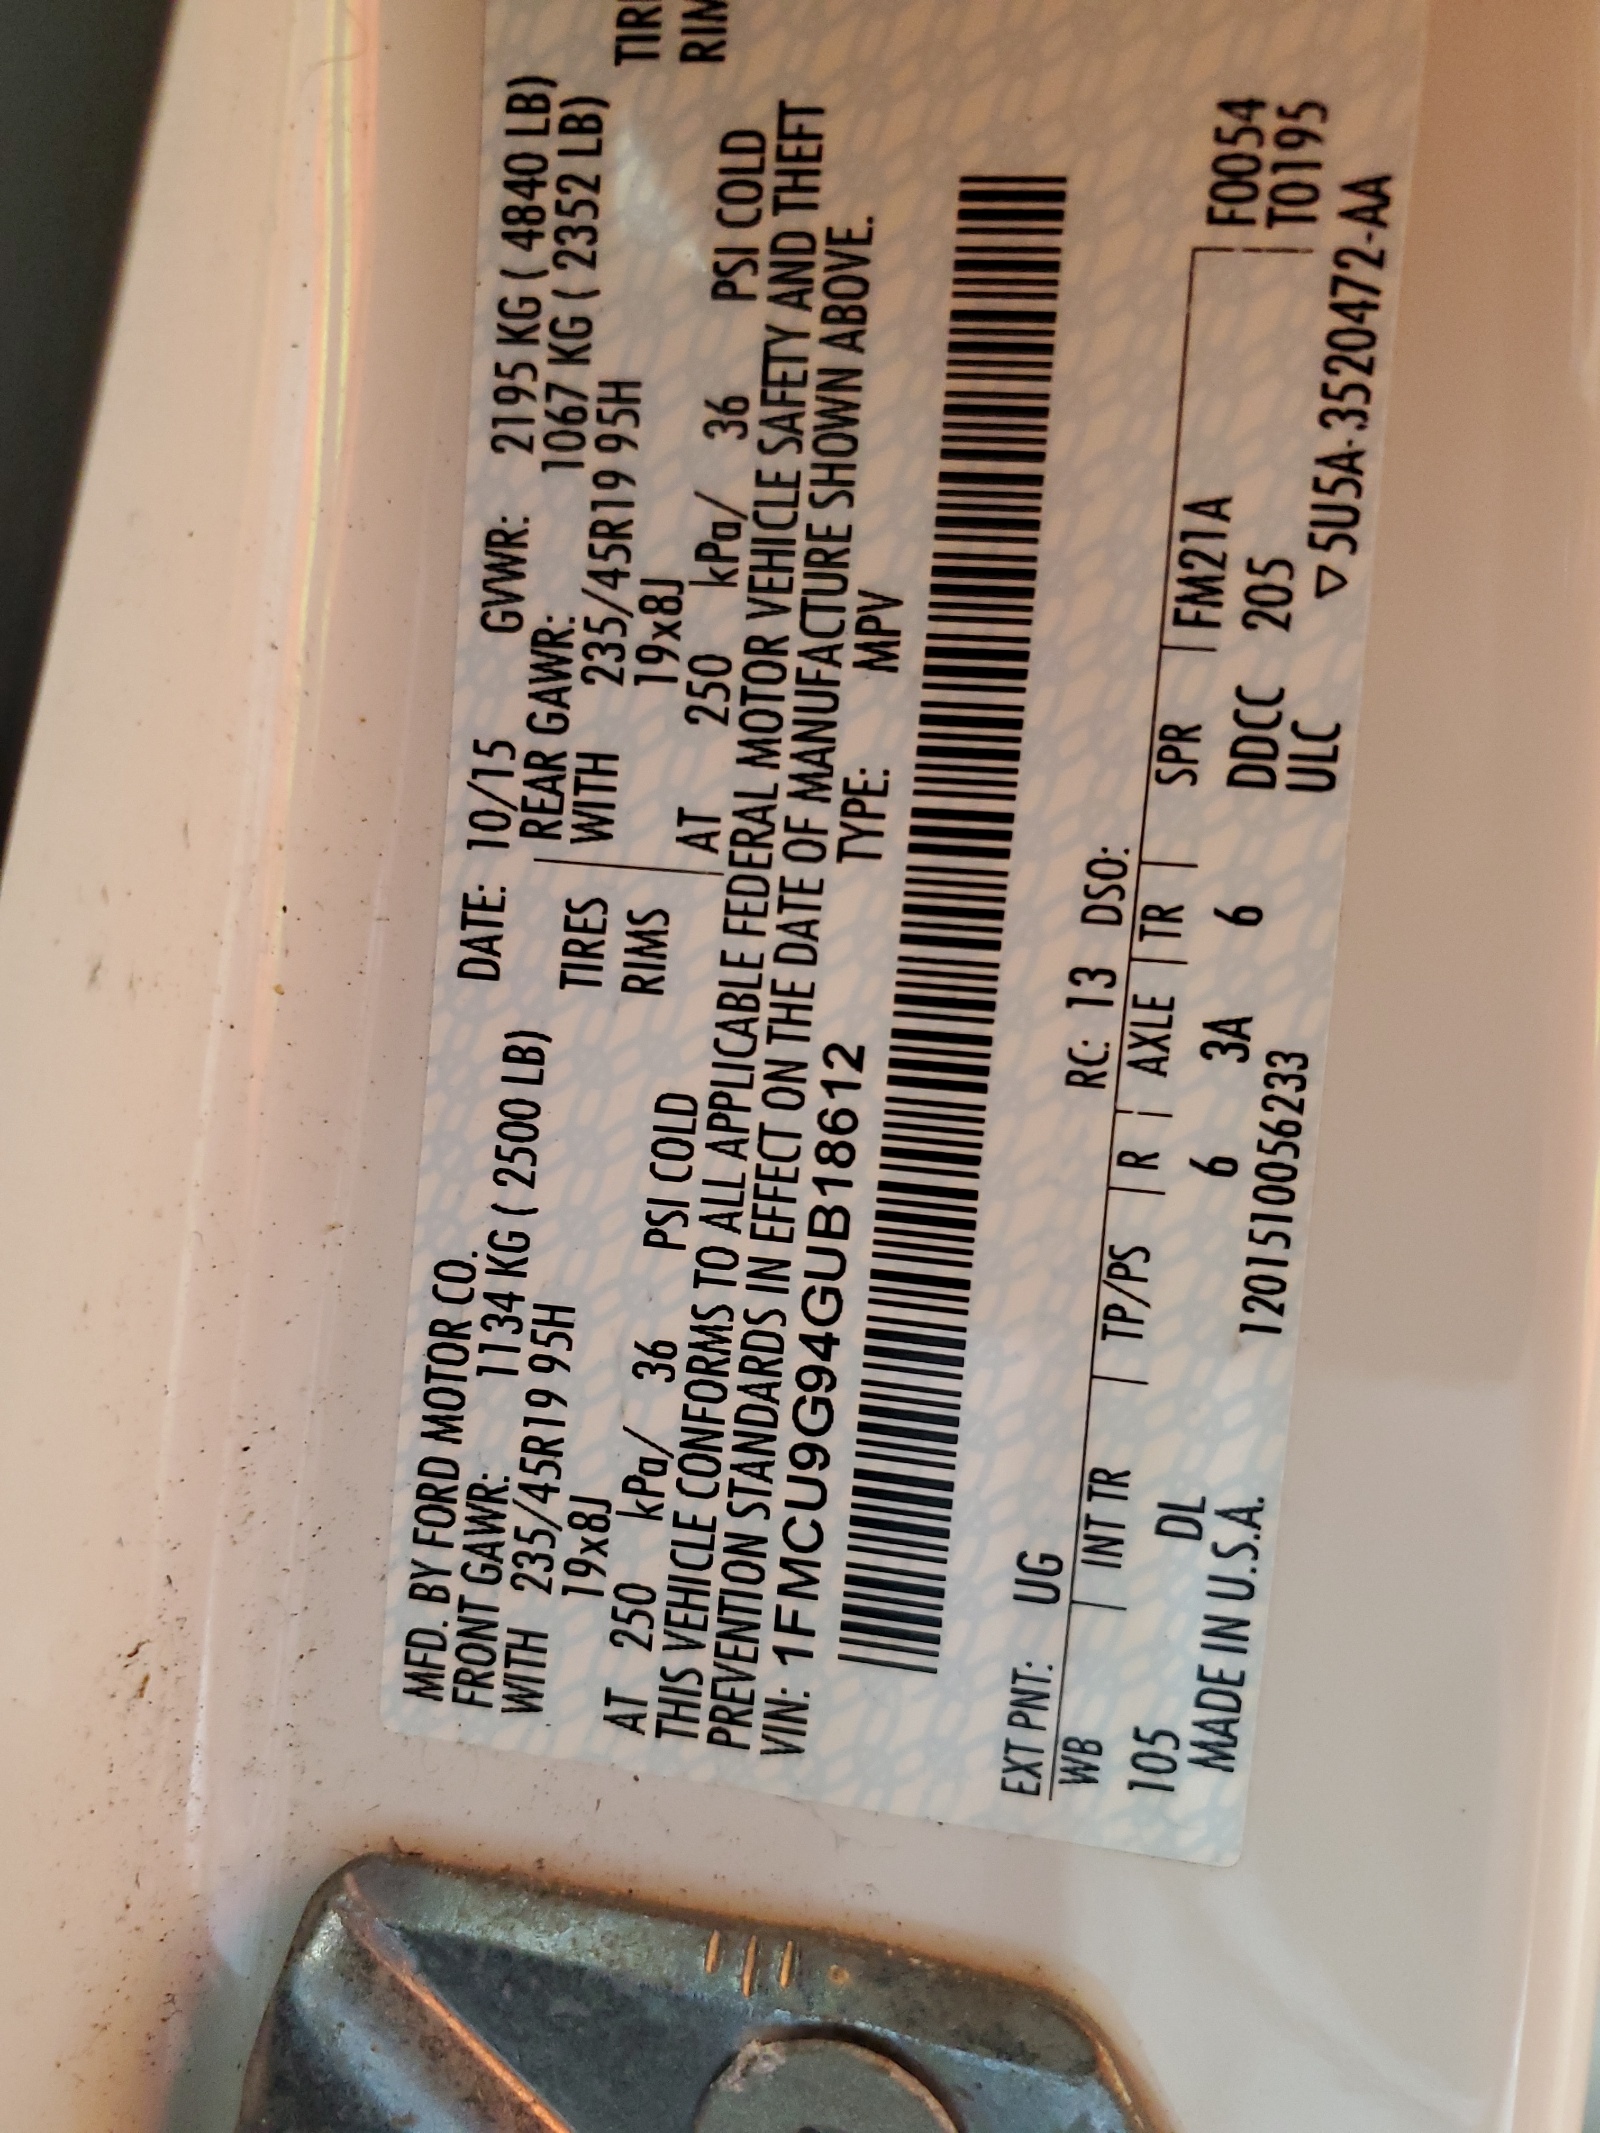 MFD. BY FORD MOTOR CO. DATE: 10/15 GVWR: 2195 KG ( 4840 LB)
FRONT GAWR: 1134 KG ( 2500 LB) REAR GAWR: 1067 KG ( 2352 LB)
WITH 235/45R19 95H TIRES WITH 235/45R19 95H TIR
19x8J RIMS 19x8J RIM
AT 250 kPa/ 36 PSI COLD AT 250 kPa/ 36 PSI COLD
THIS VEHICLE CONFORMS TO ALL APPLICABLE FEDERAL MOTOR VEHICLE SAFETY AND THEFT
PREVENTION STANDARDS IN EFFECT ON THE DATE OF MANUFACTURE SHOWN ABOVE.
VIN: 1FMCU9G94GUB18612 TYPE: MPV
EXT PNT: UG RC: 13 DSO:
WB INT TR TP/PS R AXLE TR SPR FM21A F0054
105 DL 6 3A 6 DDCC 205 T0195
MADE IN U.S.A. 1201510056233 ULC ▽5U5A-3520472-AA